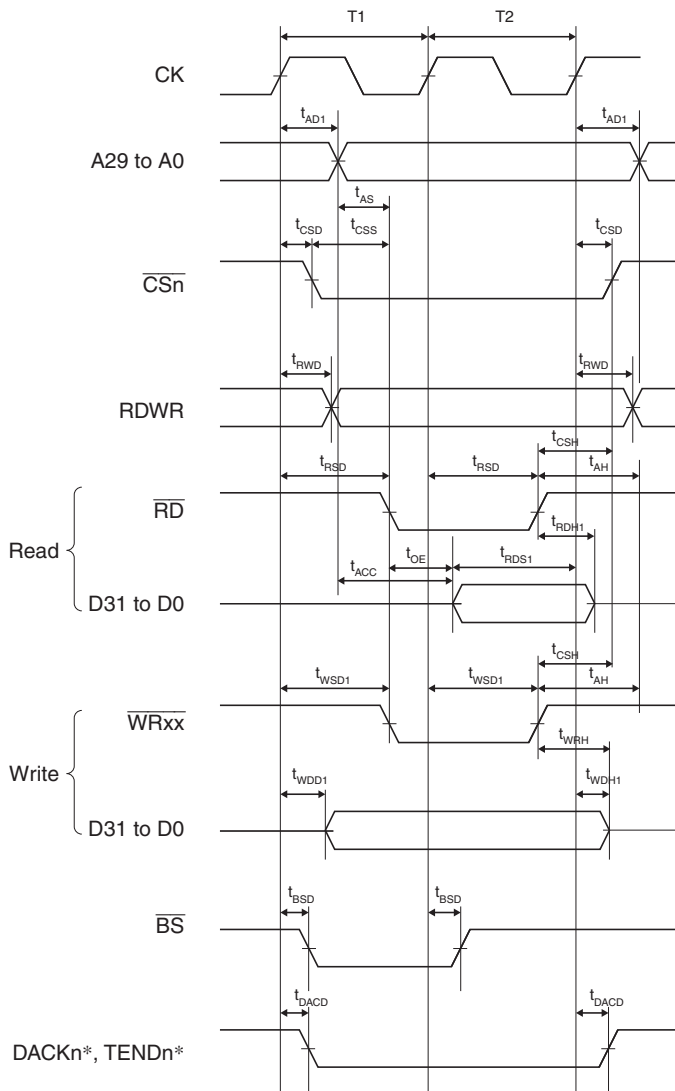 T1 T2
CK
tAD1 tAD1
A29 to A0
tAS
tCSD tCSS tCSD
CSn
tRWD tRWD
RDWR
tCSH
tRSD tRSD tAH
RD
tRDH1
Read
tOE tRDS1
tACC
D31 to D0
tCSH
tWSD1 tWSD1 tAH
WRxx
tWRH
Write
tWDD1 tWDH1
D31 to D0
tBSD tBSD
BS
tDACD tDACD
DACKn*, TENDn*